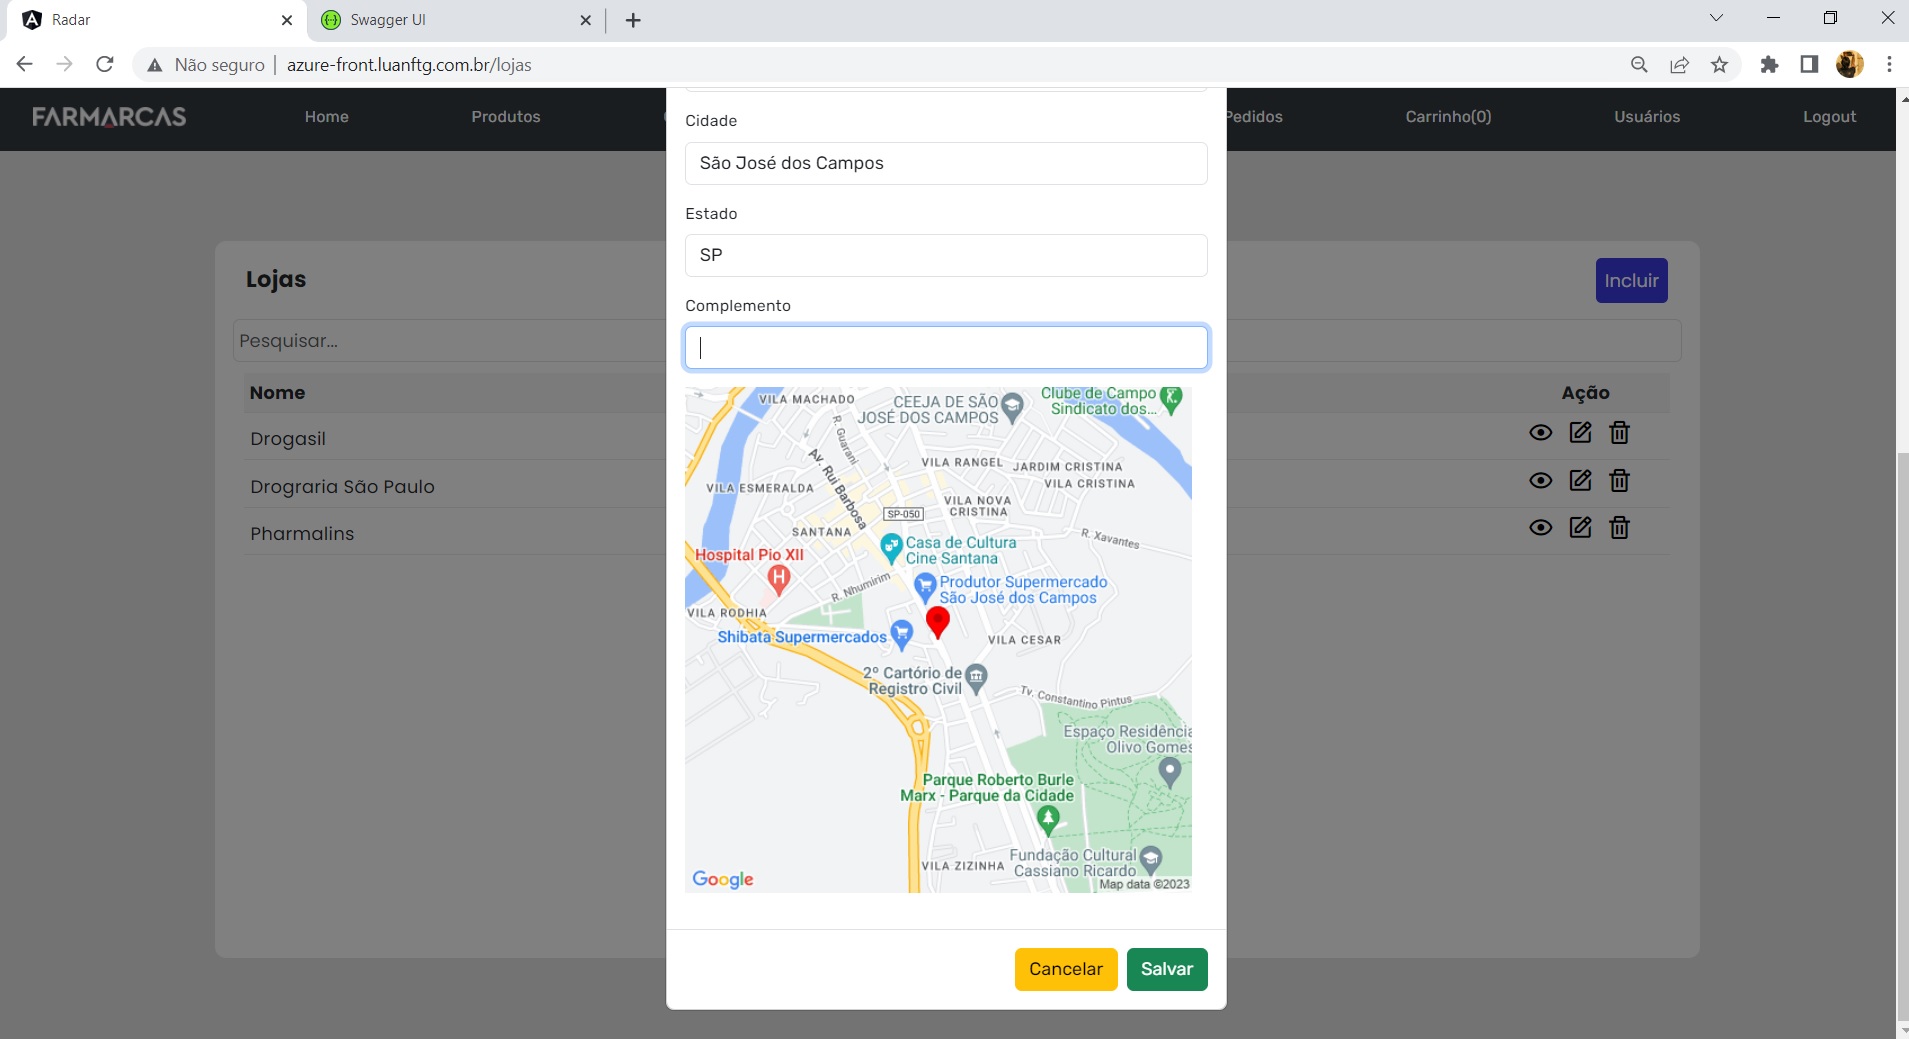 Radar
Swagger UI
Não seguro
azure-front.luanftg.com.br/lojas
FARMARCAS
Home
Produtos
Pedidos
Carrinho(0)
Usuários
Logout
Cidade
São José dos Campos
Estado
SP
Complemento
Lojas
Incluir
Pesquisar...
Nome
Ação
Drogasil
Drograria São Paulo
Pharmalins
VILA MACHADO
CEEJA DE SÃO
JOSÉ DOS CAMPOS
Clube de Campo
Sindicato dos...
R. Guarani
Av. Rui Barbosa
VILA RANGEL
JARDIM CRISTINA
VILA CRISTINA
VILA ESMERALDA
VILA NOVA
CRISTINA
SP-050
SANTANA
R. Xavantes
Casa de Cultura
Cine Santana
Hospital Pio XII
H
R. Nhumirim
Produtor Supermercado
São José dos Campos
VILA RODHIA
Shibata Supermercados
VILA CESAR
2º Cartório de
Registro Civil
Tv. Constantino Pintus
Espaço Residência
Olivo Gomes
Parque Roberto Burle
Marx - Parque da Cidade
VILA ZIZINHA
Fundação Cultural
Cassiano Ricardo
Google
Map data ©2023
Cancelar
Salvar